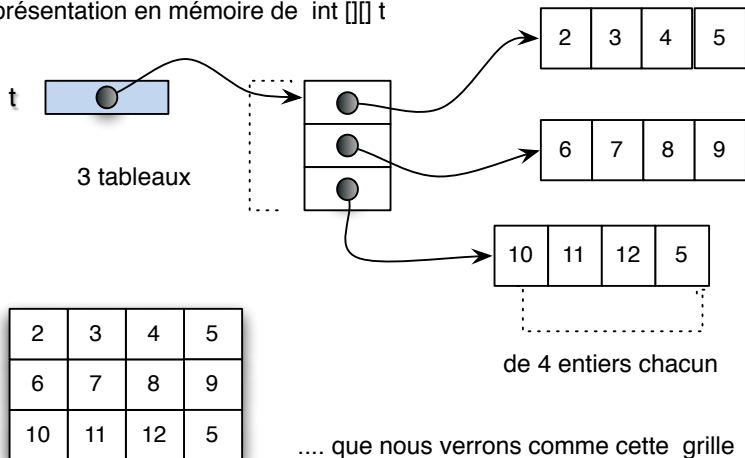 présentation en mémoire de int [][] t
2 3 4 5
t
3 tableaux
6 7 8 9
10 11 12 5
de 4 entiers chacun
2 3 4 5
6 7 8 9
10 11 12 5
.... que nous verrons comme cette grille